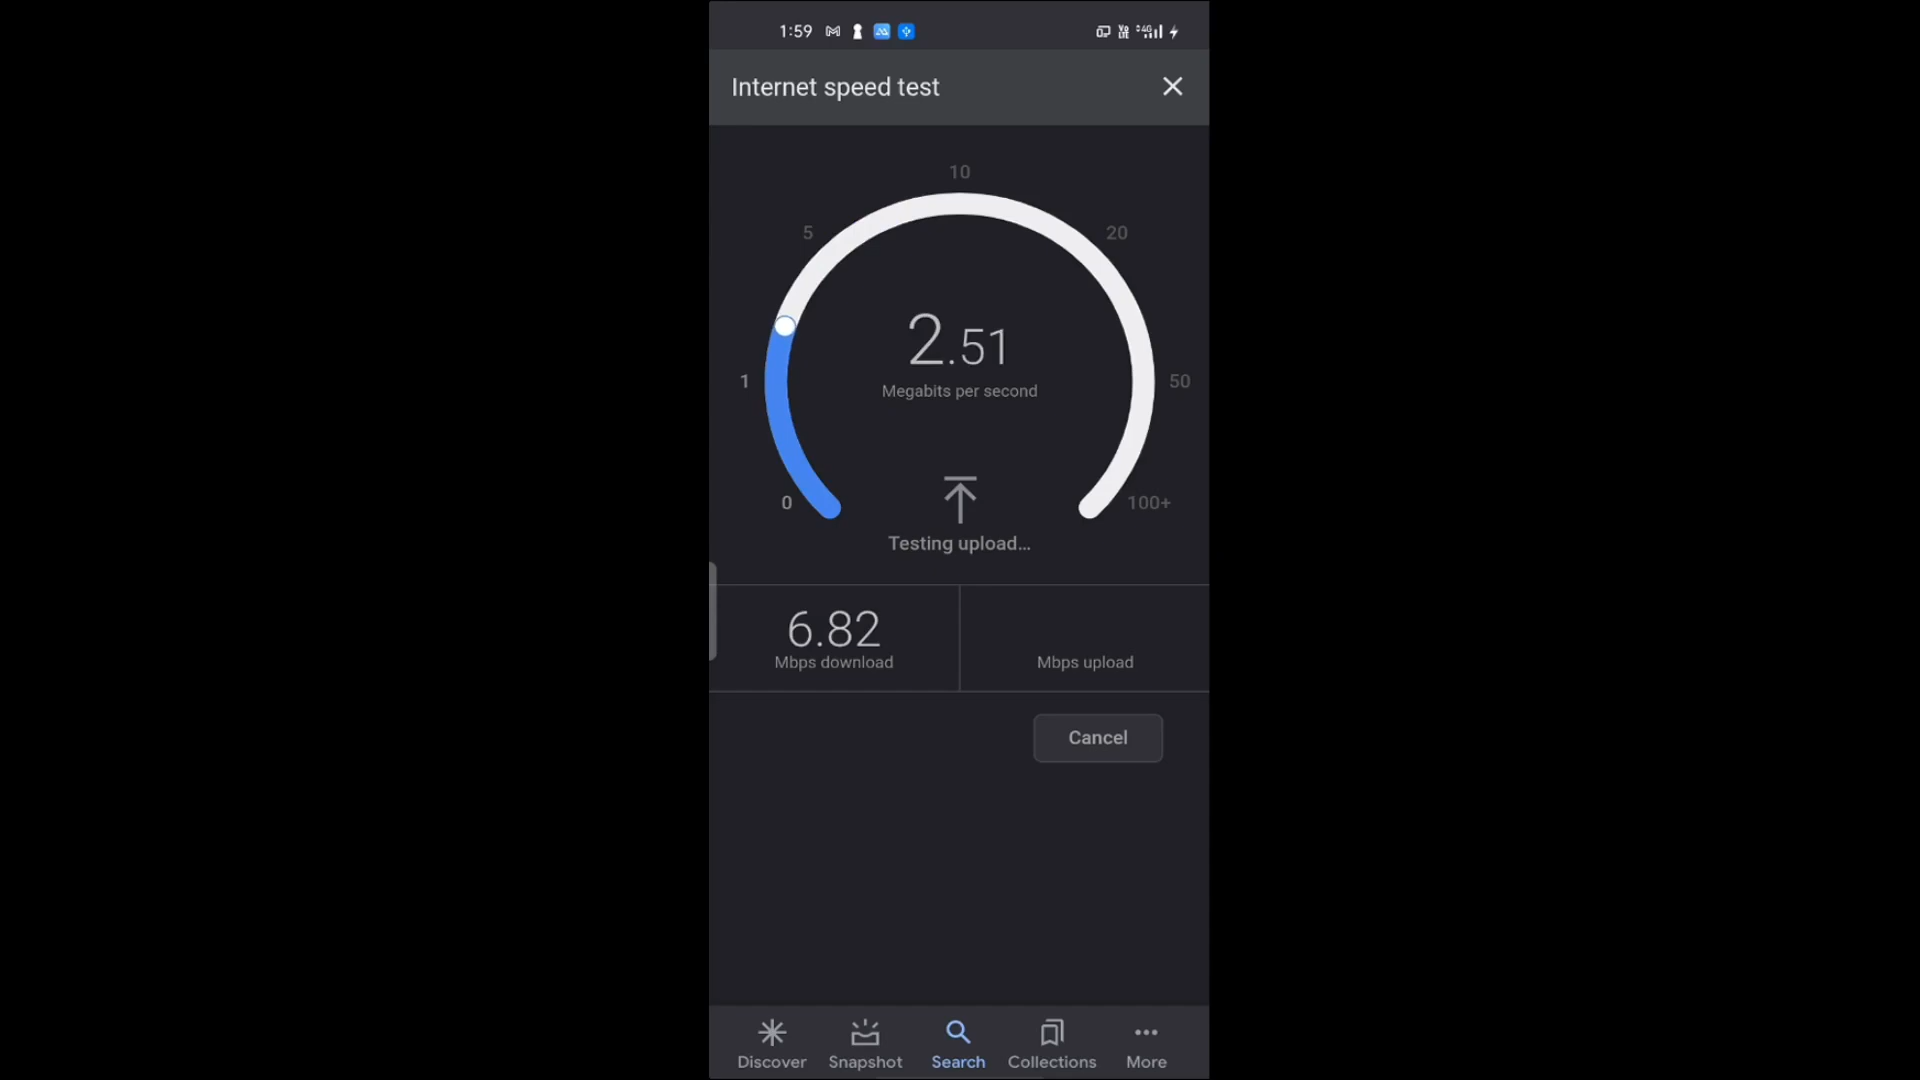 1:59
4G
Internet speed test
10
5
20
2.51
1
50
Megabits per second
0
100+
Testing upload...
6.82
Mbps download
Mbps upload
Cancel
Discover
Snapshot
Search
Collections
More